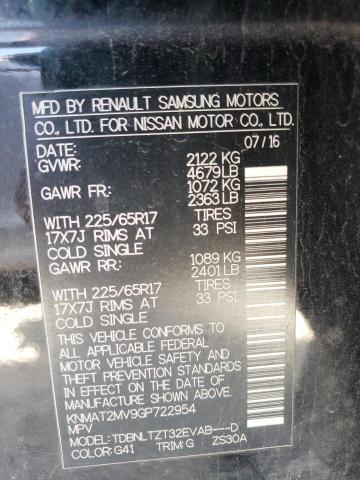 MFD BY RENAULT SAMSUNG MOTORS
CO., LTD. FOR NISSAN MOTOR CO., LTD.
DATE: 07/16
GVWR: 2122 KG
4679 LB
GAWR FR: 1072 KG
2363 LB
WITH 225/65R17 TIRES
17X7J RIMS AT 33 PSI
COLD SINGLE
GAWR RR: 1089 KG
2401 LB
WITH 225/65R17 TIRES
17X7J RIMS AT 33 PSI
COLD SINGLE
THIS VEHICLE CONFORMS TO
ALL APPLICABLE FEDERAL
MOTOR VEHICLE SAFETY
STANDARDS IN EFFECT ON THE
DATE OF MANUFACTURE
SHOWN ABOVE.
KNMAT2MV9GP722954
MPV
MODEL: TDBNLTZT32EVAB---D
COLOR: G41 TRIM: G ZS30A